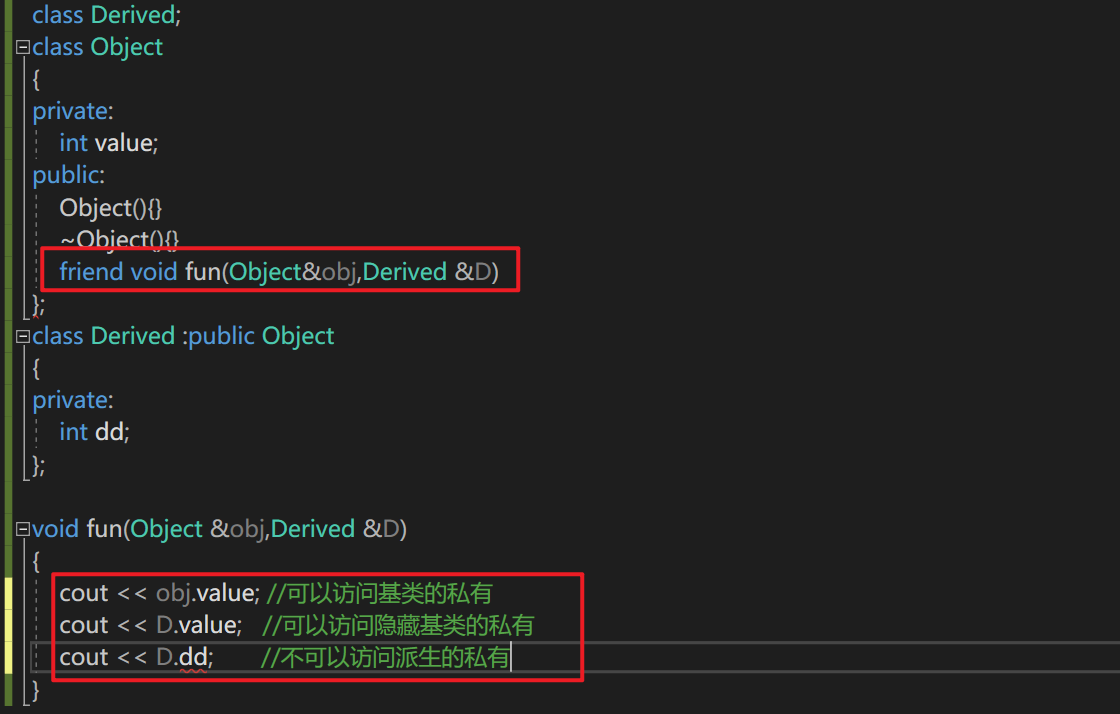 class Derived;
class Object
{
private:
int value;
public:
Object(){}
~Object(){}
friend void fun(Object&obj,Derived &D)
};
class Derived :public Object
{
private:
int dd;
};
void fun(Object &obj,Derived &D)
{
cout << obj.value; //可以访问基类的私有
cout << D.value; //可以访问隐藏基类的私有
cout << D.dd; //不可以访问派生的私有
}